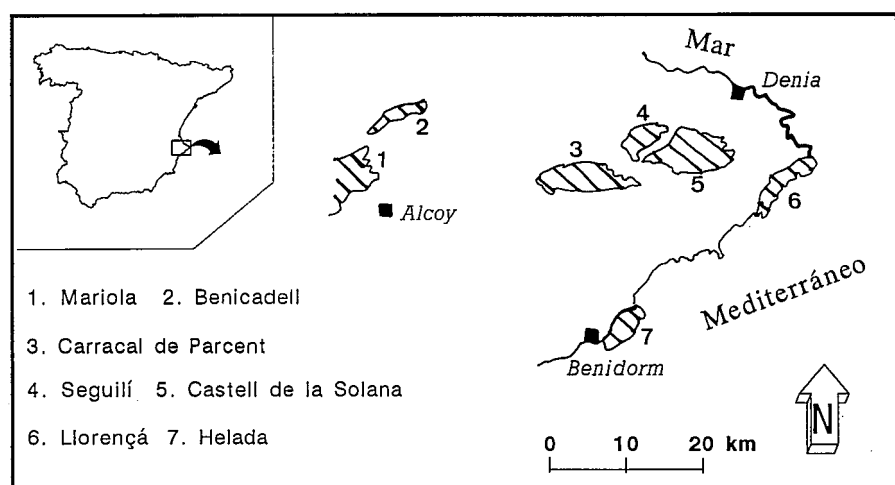 Mar
Denia
4
2
3
1
5
6
Alcoy
Mediterráneo
7
Benidorm
1. Mariola 2. Benicadell
3. Carracal de Parcent
4. Seguilí 5. Castell de la Solana
6. Llorençá 7. Helada
0 10 20 km
N